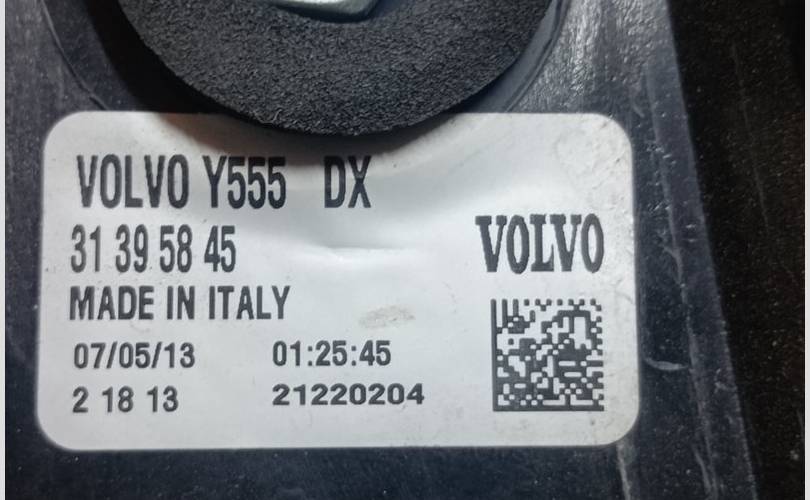 VOLVO Y555 DX
31 39 58 45
VOLVO
MADE IN ITALY
07/05/13 01:25:45
2 18 13 21220204